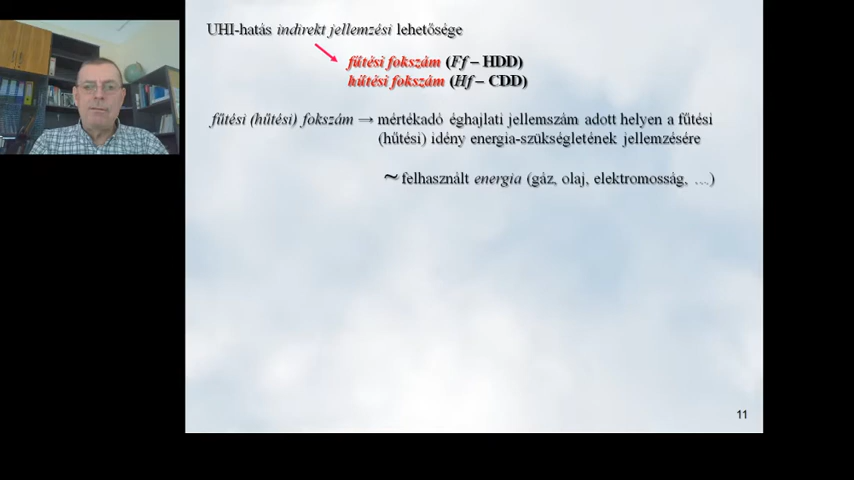 UHI-hatás indirekt jellemzési lehetősége
fűtési fokszám (Ff – HDD)
hűtési fokszám (Hf – CDD)
fűtési (hűtési) fokszám → mértékadó éghajlati jellemszám adott helyen a fűtési
(hűtési) idény energia-szükségletének jellemzésére
~ felhasznált energia (gáz, olaj, elektromosság, …)
11